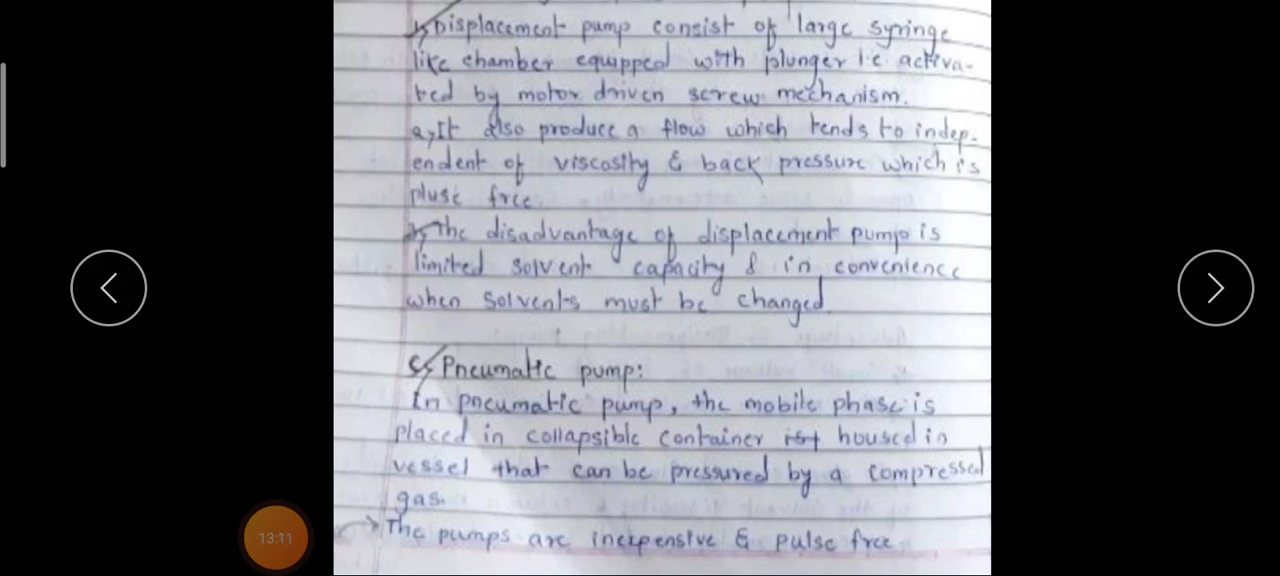 1, Displacement pump consist of large syringe
like chamber equipped with plunger i.e activa-
ted by motor driven screw mechanism.
2, It also produce a flow which tends to indep-
endent of viscosity & back pressure which is
pluse free.
3, The disadvantage of displacement pump is
limited solvent capacity & in convenience
when solvents must be changed.
C, Pneumatic pump:
In pneumatic pump, the mobile phase is
placed in collapsible container housed in
vessel that can be pressured by a compressed
gas.
→ The pumps are inexpensive & pulse free
13:11